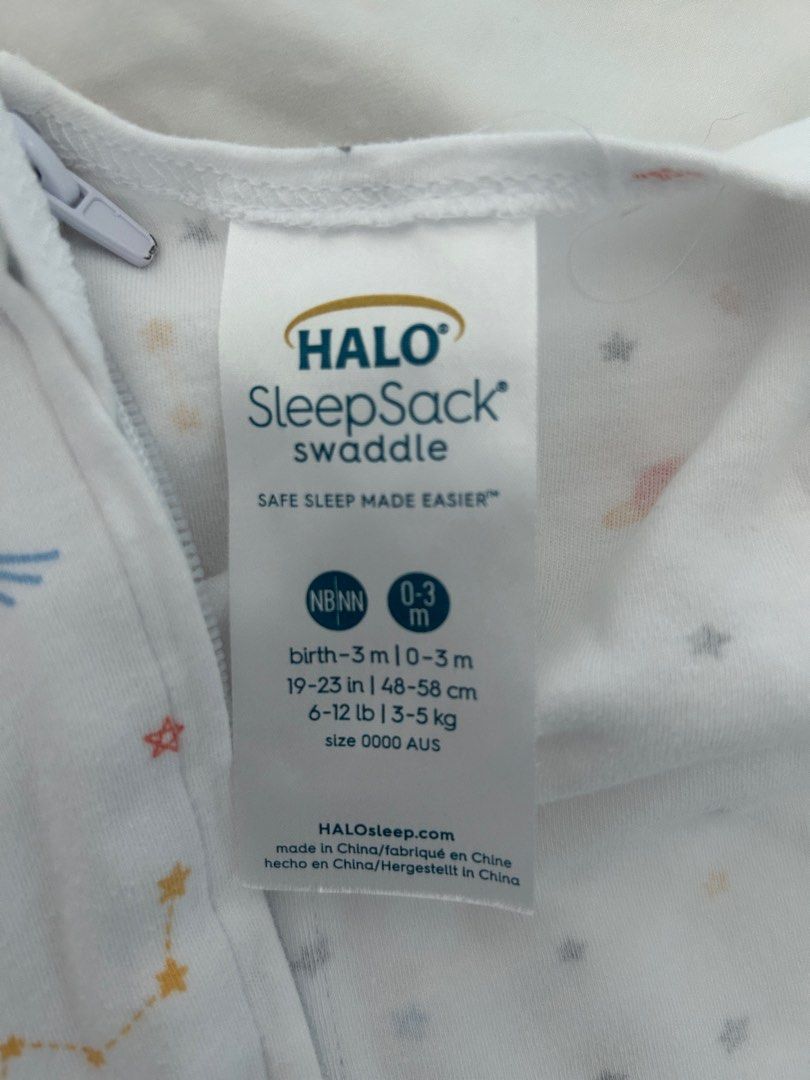 HALO®
SleepSack®
swaddle
SAFE SLEEP MADE EASIER™
NB|NN 0-3 m
birth-3 m | 0-3 m
19-23 in | 48-58 cm
6-12 lb | 3-5 kg
size 0000 AUS
HALOsleep.com
made in China/fabriqué en Chine
hecho en China/Hergestellt in China